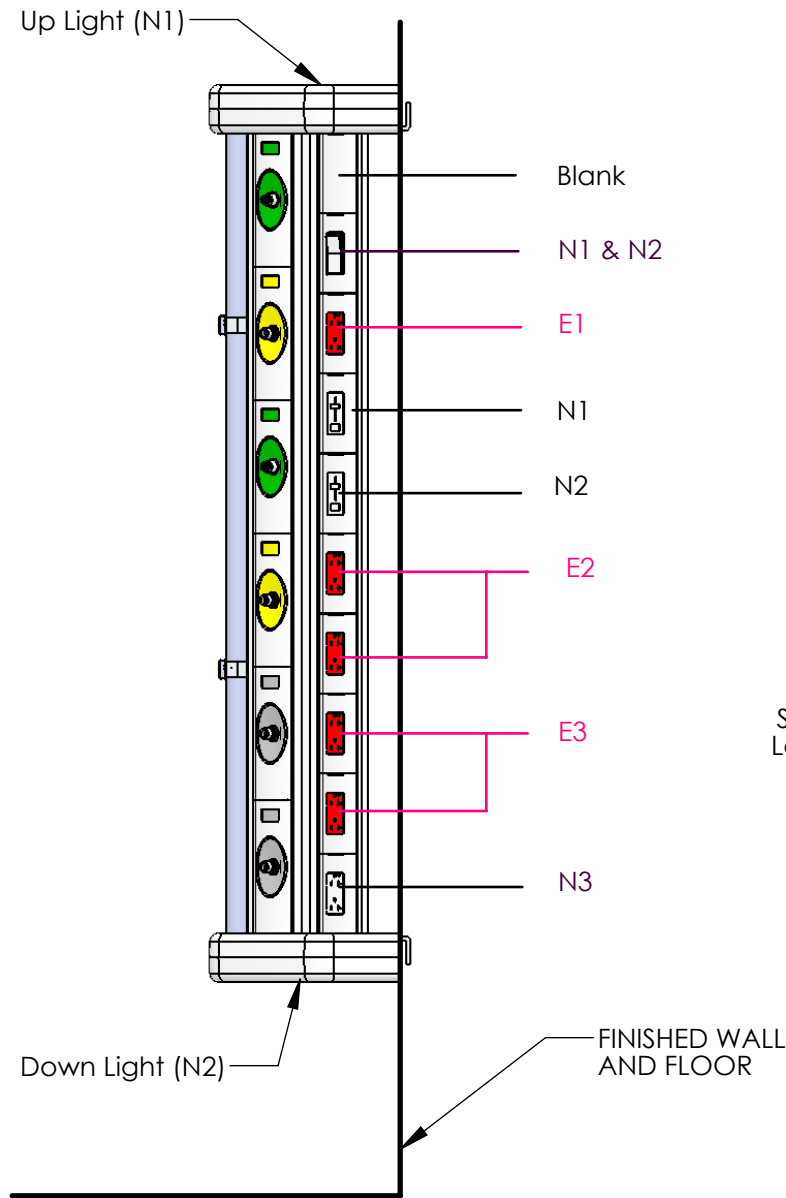 Up Light (N1)
Blank
N1 & N2
E1
N1
N2
E2
E3
N3
Down Light (N2)
FINISHED WALL
AND FLOOR